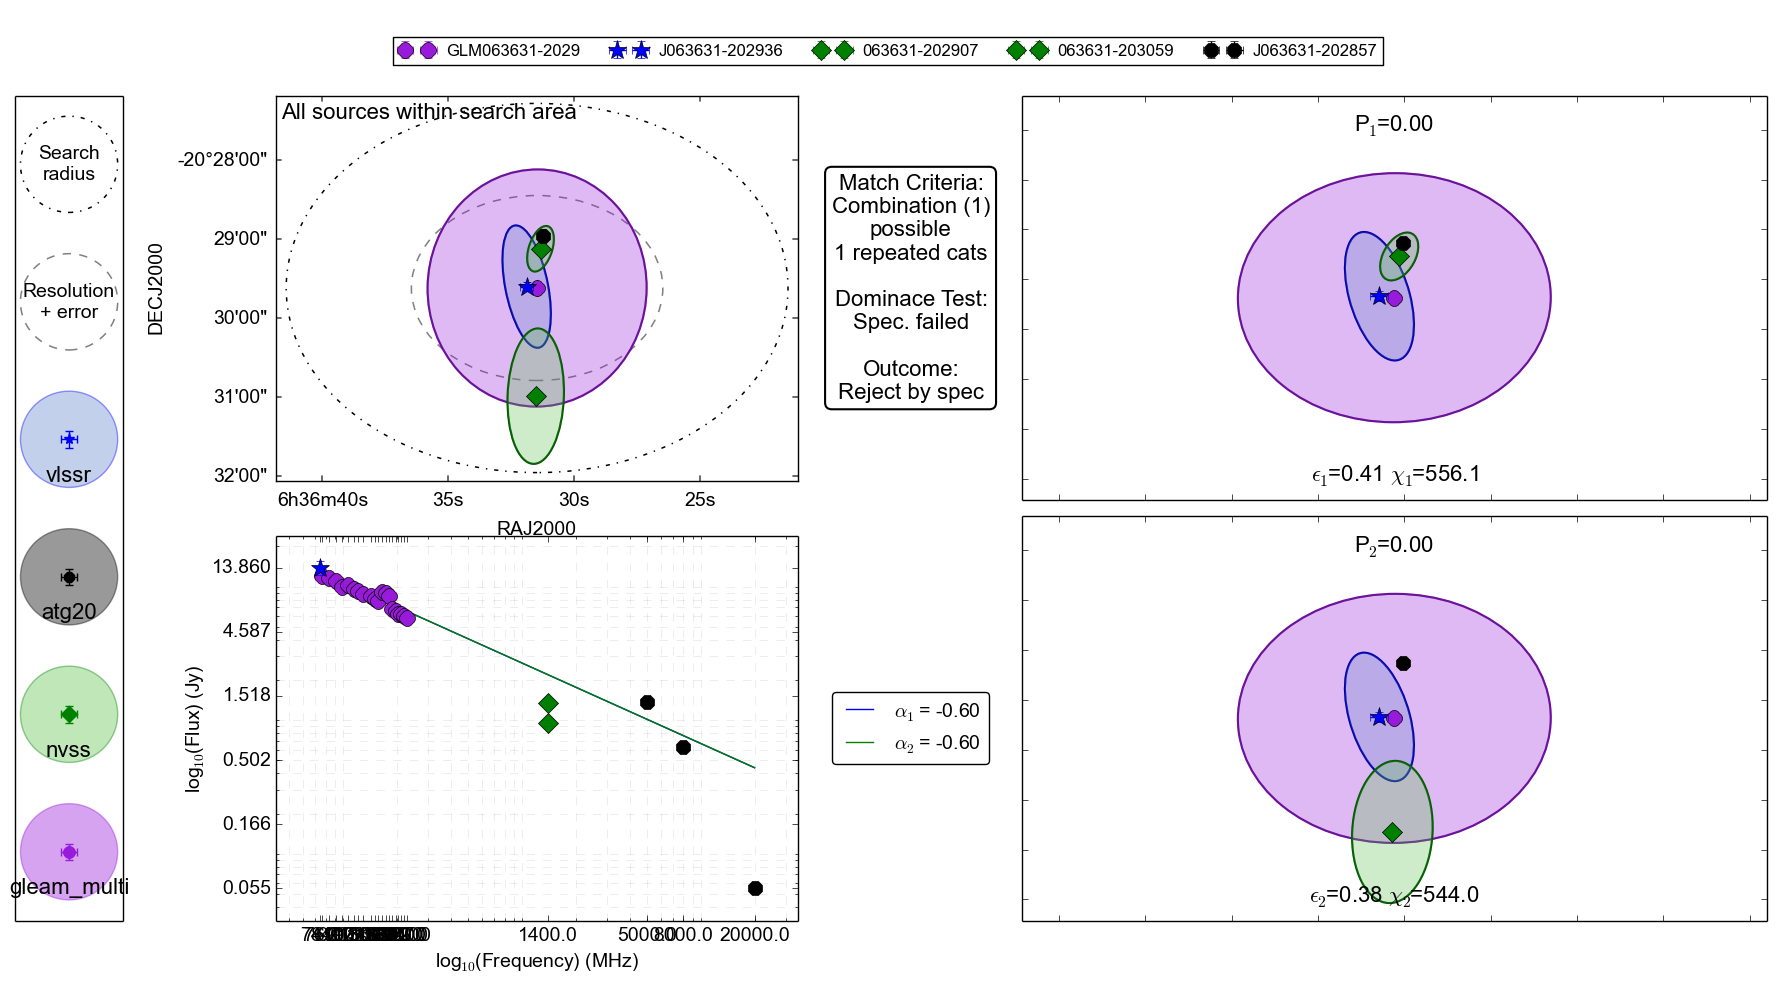 GLM063631-2029
J063631-202936
063631-202907
063631-203059
J063631-202857
Search
radius
Resolution
+ error
vlssr
atg20
nvss
gleam_multi
All sources within search area
DECJ2000
-20°28'00"
29'00"
30'00"
31'00"
32'00"
6h36m40s
35s
30s
25s
RAJ2000
Match Criteria:
Combination (1)
possible
1 repeated cats
Dominace Test:
Spec. failed
Outcome:
Reject by spec
P1=0.00
ϵ1=0.41 χ1=556.1
log10(Flux) (Jy)
13.860
4.587
1.518
0.502
0.166
0.055
1400.0
5000.0
8000.0
20000.0
log10(Frequency) (MHz)
α1 = -0.60
α2 = -0.60
P2=0.00
ϵ2=0.38 χ2=544.0